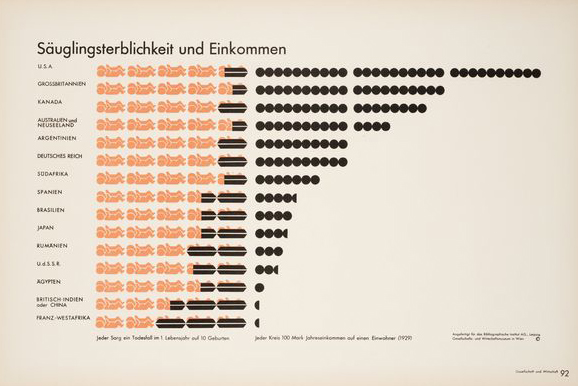 Säuglingsterblichkeit und Einkommen
U.S.A.
GROSSBRITANNIEN
KANADA
AUSTRALIEN und
NEUSEELAND
ARGENTINIEN
DEUTSCHES REICH
SÜDAFRIKA
SPANIEN
BRASILIEN
JAPAN
RUMÄNIEN
U.d.S.S.R.
ÄGYPTEN
BRITISCH-INDIEN
oder CHINA
FRANZ.-WESTAFRIKA
Jeder Sarg ein Todesfall im 1 Lebensjahr auf 10 Geburten
Jeder Kreis 100 Mark Jahreseinkommen auf einen Einwohner (1929)
Angefertigt für das Bibliographische Institut AG., Leipzig
Gesellschafts- und Wirtschaftsmuseum in Wien
©
Gesellschaft und Wirtschaft 92